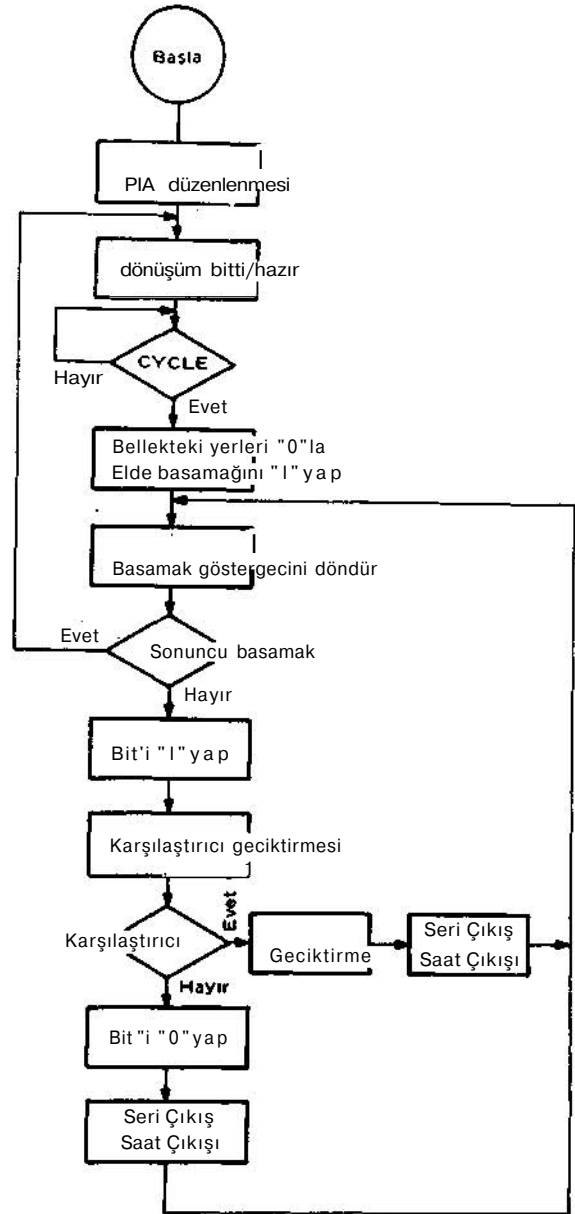 Başla
PIA düzenlenmesi
dönüşüm bitti/hazır
CYCLE
Hayır
Evet
Bellekteki yerleri "0"la
Elde basamağını "l" yap
Basamak göstergecini döndür
Evet
Sonuncu basamak
Hayır
Bit'i "l" yap
Karşılaştırıcı geciktirmesi
Karşılaştırıcı
Evet
Geciktirme
Seri Çıkış
Saat Çıkışı
Hayır
Bit"i "0" yap
Seri Çıkış
Saat Çıkışı